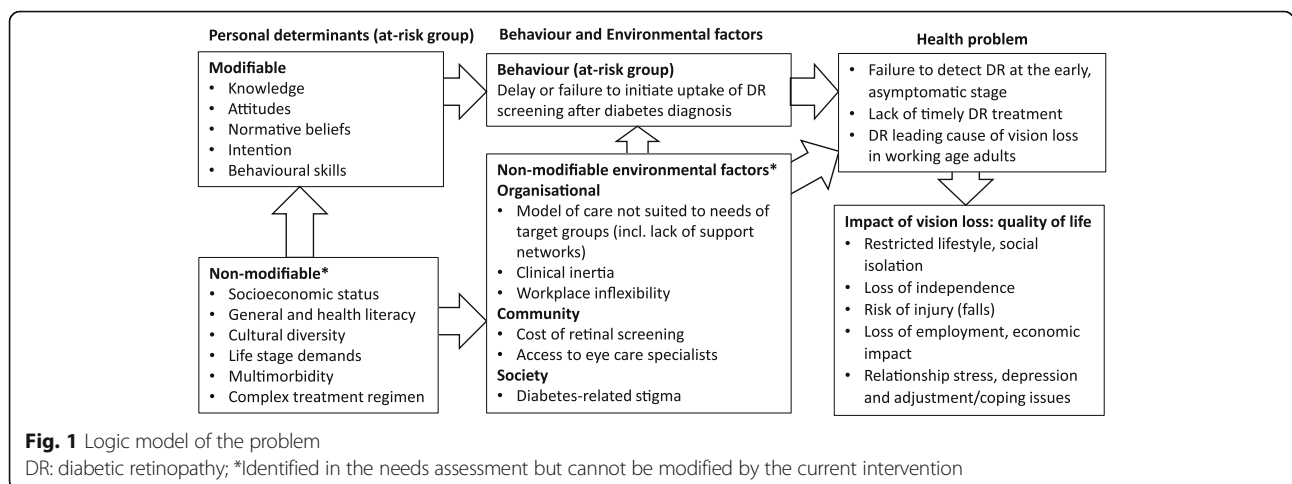 Personal determinants (at-risk group)
Modifiable
• Knowledge
• Attitudes
• Normative beliefs
• Intention
• Behavioural skills
Non-modifiable*
• Socioeconomic status
• General and health literacy
• Cultural diversity
• Life stage demands
• Multimorbidity
• Complex treatment regimen
Behaviour and Environmental factors
Behaviour (at-risk group)
Delay or failure to initiate uptake of DR
screening after diabetes diagnosis
Non-modifiable environmental factors*
Organisational
• Model of care not suited to needs of
target groups (incl. lack of support
networks)
• Clinical inertia
• Workplace inflexibility
Community
• Cost of retinal screening
• Access to eye care specialists
Society
• Diabetes-related stigma
Health problem
• Failure to detect DR at the early,
asymptomatic stage
• Lack of timely DR treatment
• DR leading cause of vision loss
in working age adults
Impact of vision loss: quality of life
• Restricted lifestyle, social
isolation
• Loss of independence
• Risk of injury (falls)
• Loss of employment, economic
impact
• Relationship stress, depression
and adjustment/coping issues
Fig. 1 Logic model of the problem
DR: diabetic retinopathy; *Identified in the needs assessment but cannot be modified by the current intervention